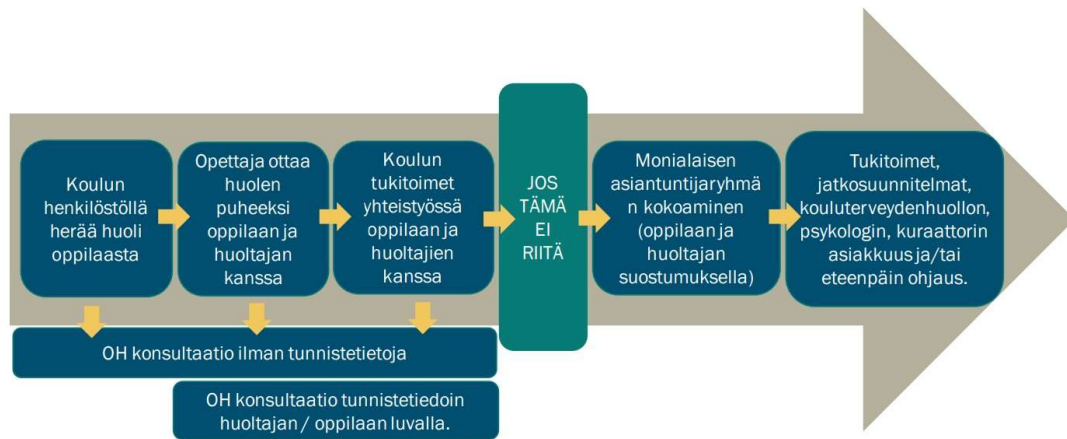 Koulun
henkilöstöllä
herää huoli
oppilaasta
Opettaja ottaa
huolen
puheeksi
oppilaan ja
huoltajan
kanssa
Koulun
tukitoimet
yhteistyössä
oppilaan ja
huoltajien
kanssa
JOS
TÄMÄ
EI
RIITÄ
Monialaisen
asiantuntijaryhmä
n kokoaminen
(oppilaan ja
huoltajan
suostumuksella)
Tukitoimet,
jatkosuunnitelmat,
kouluterveydenhuollon,
psykologin, kuraattorin
asiakkuus ja/tai
eteenpäin ohjaus.
OH konsultaatio ilman tunnistetietoja
OH konsultaatio tunnistetiedoin
huoltajan / oppilaan luvalla.